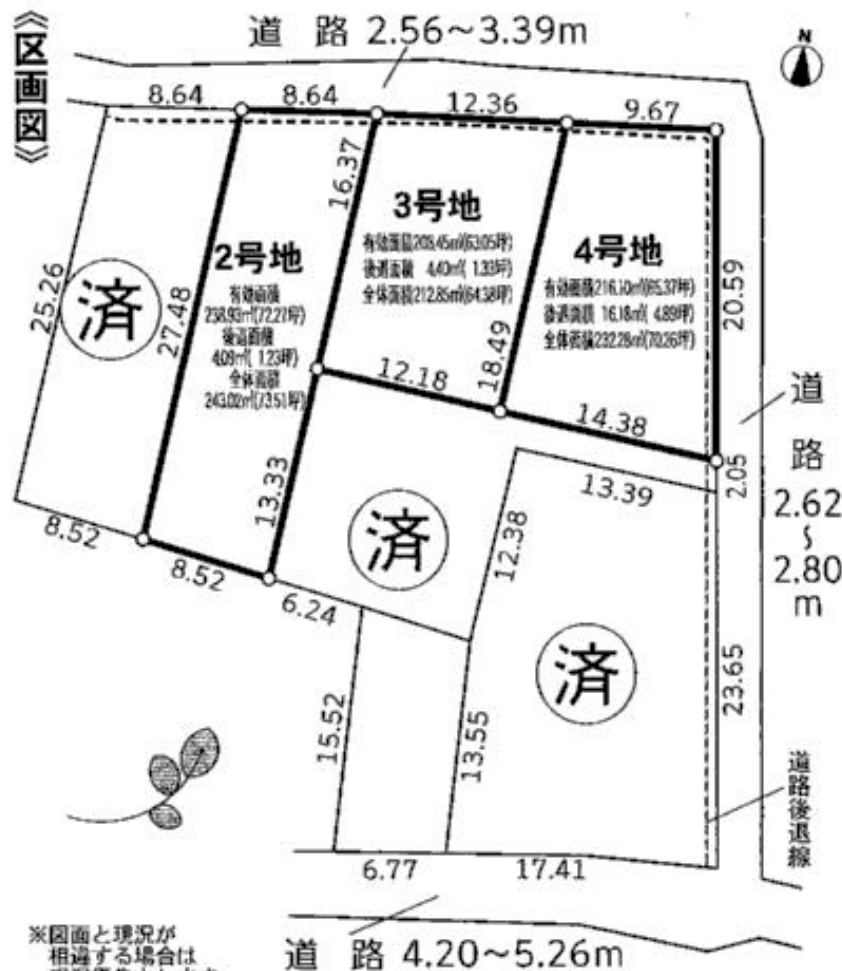 《区画図》
道 路 2.56～3.39m
N
8.64
8.64
12.36
9.67
16.37
3号地
有効面積208.45㎡(63.05坪)
後退面積 4.40㎡( 1.33坪)
全体面積212.85㎡(64.38坪)
2号地
有効面積
238.93㎡(72.27坪)
後退面積
4.09㎡( 1.23坪)
全体面積
243.02㎡(73.51坪)
4号地
有効面積216.10㎡(65.37坪)
後退面積 16.18㎡( 4.89坪)
全体面積232.28㎡(70.26坪)
25.26
済
27.48
20.59
18.49
12.18
14.38
道路
2.62～2.80m
2.05
13.39
13.33
済
12.38
8.52
8.52
6.24
済
23.65
15.52
13.55
道路後退線
6.77
17.41
道 路 4.20～5.26m
※図面と現況が
相違する場合は